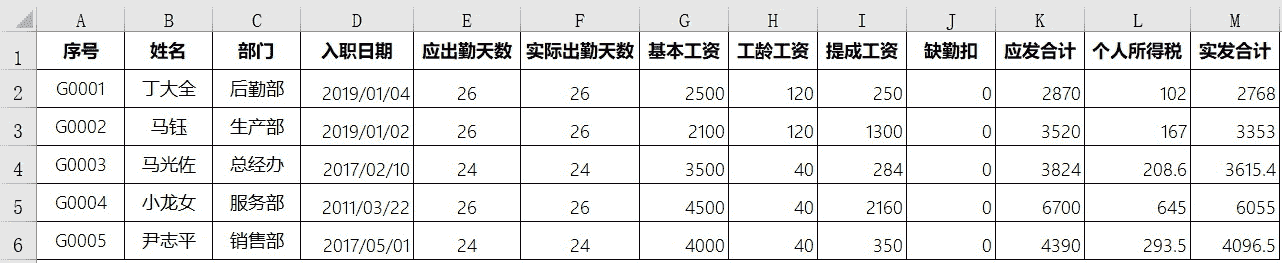 A B C D E F G H I J K L M
1 序号 姓名 部门 入职日期 应出勤天数 实际出勤天数 基本工资 工龄工资 提成工资 缺勤扣 应发合计 个人所得税 实发合计
2 G0001 丁大全 后勤部 2019/01/04 26 26 2500 120 250 0 2870 102 2768
3 G0002 马钰 生产部 2019/01/02 26 26 2100 120 1300 0 3520 167 3353
4 G0003 马光佐 总经办 2017/02/10 24 24 3500 40 284 0 3824 208.6 3615.4
5 G0004 小龙女 服务部 2011/03/22 26 26 4500 40 2160 0 6700 645 6055
6 G0005 尹志平 销售部 2017/05/01 24 24 4000 40 350 0 4390 293.5 4096.5